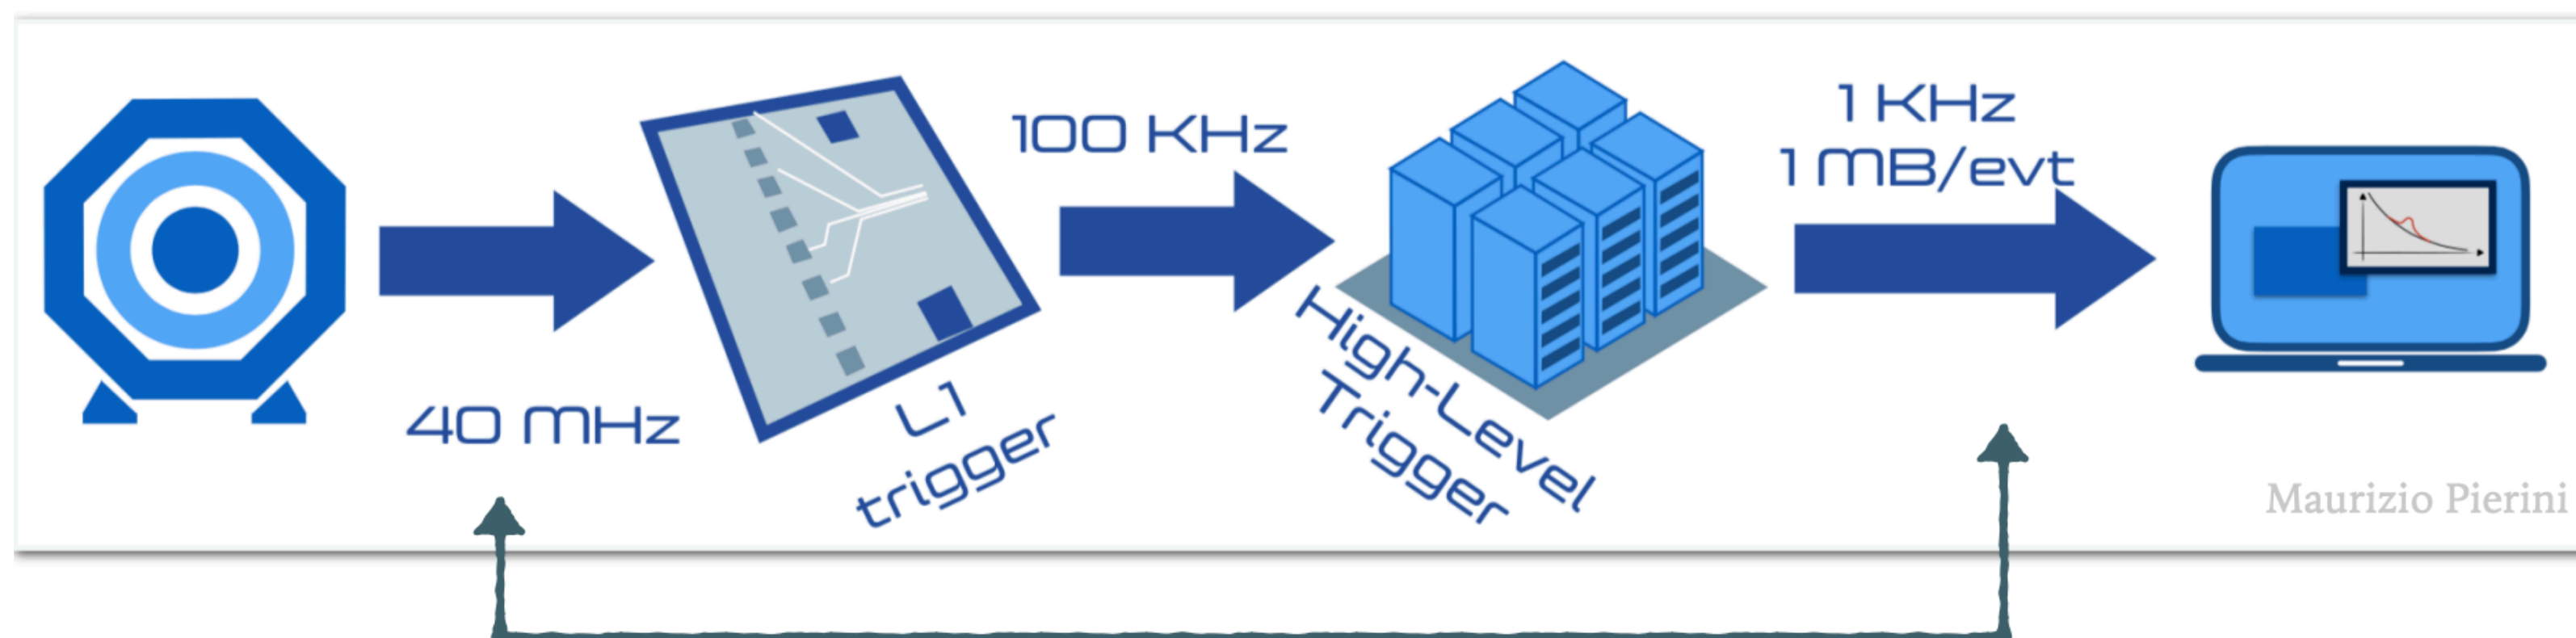 40 MHz
L1
trigger
100 KHz
High-Level
Trigger
1 KHz
1 MB/evt
Maurizio Pierini